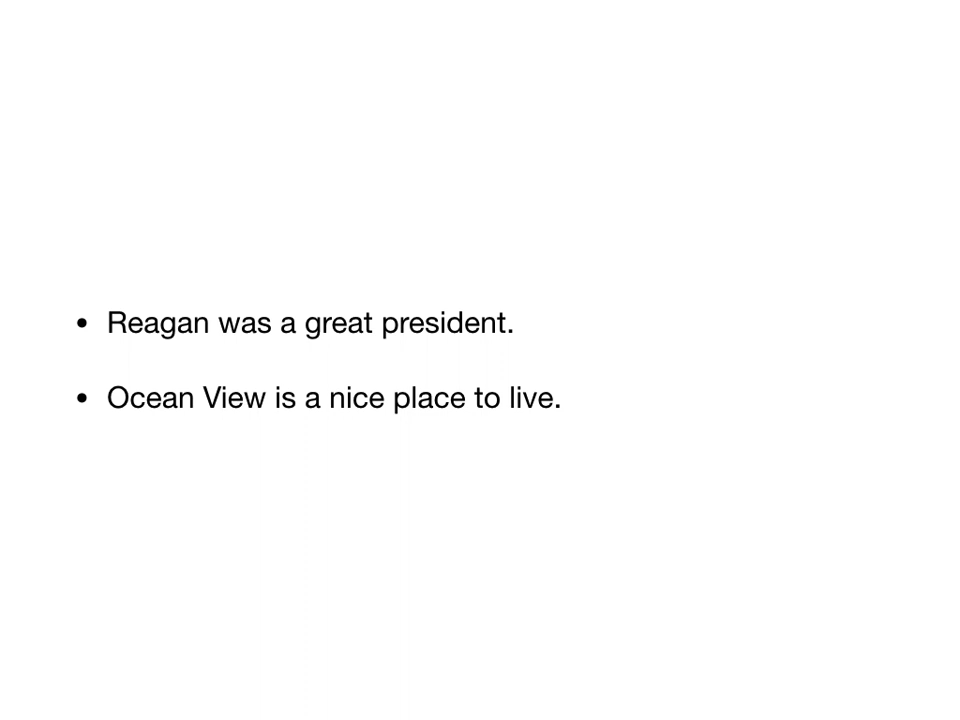 • Reagan was a great president.
• Ocean View is a nice place to live.